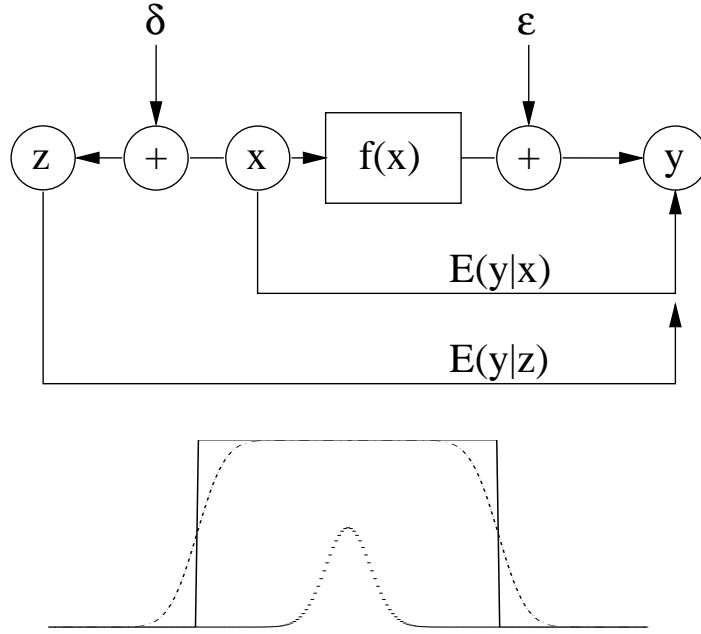 δ ε
z + x f(x) + y
E(y|x)
E(y|z)